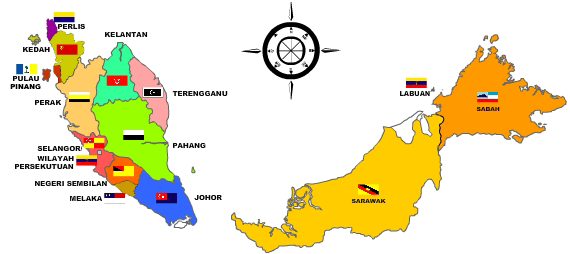 PERLIS
KELANTAN
KEDAH
PULAU
PINANG
TERENGGANU
LABUAN
PERAK
SABAH
PAHANG
SELANGOR
WILAYAH
PERSEKUTUAN
NEGERI SEMBILAN
MELAKA
JOHOR
SARAWAK